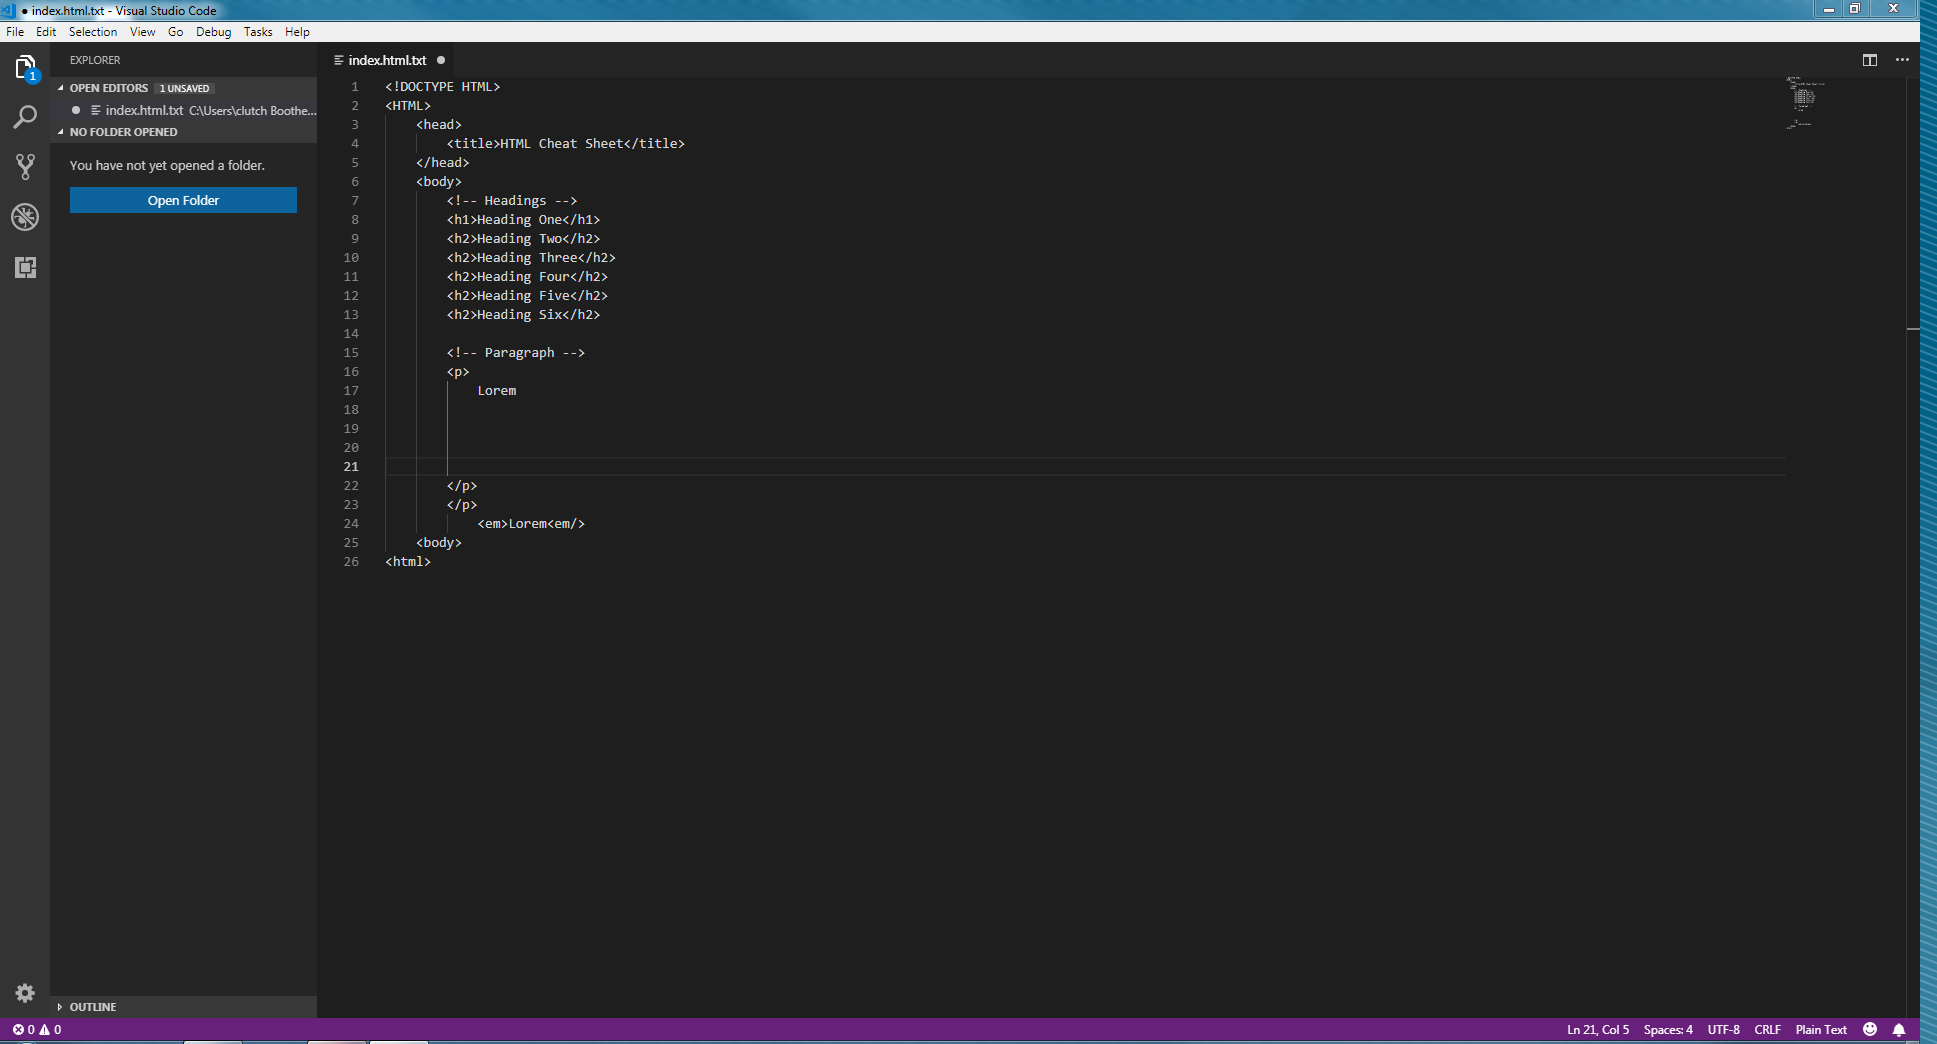 ● index.html.txt - Visual Studio Code
File Edit Selection View Go Debug Tasks Help
EXPLORER
1
OPEN EDITORS 1 UNSAVED
index.html.txt C:\Users\clutch Boothe...
NO FOLDER OPENED
You have not yet opened a folder.
Open Folder
OUTLINE
index.html.txt
1 <!DOCTYPE HTML>
2 <HTML>
3 <head>
4 <title>HTML Cheat Sheet</title>
5 </head>
6 <body>
7 <!-- Headings -->
8 <h1>Heading One</h1>
9 <h2>Heading Two</h2>
10 <h2>Heading Three</h2>
11 <h2>Heading Four</h2>
12 <h2>Heading Five</h2>
13 <h2>Heading Six</h2>
14
15 <!-- Paragraph -->
16 <p>
17 Lorem
18
19
20
21
22 </p>
23 </p>
24 <em>Lorem<em/>
25 <body>
26 <html>
0 0 Ln 21, Col 5 Spaces: 4 UTF-8 CRLF Plain Text